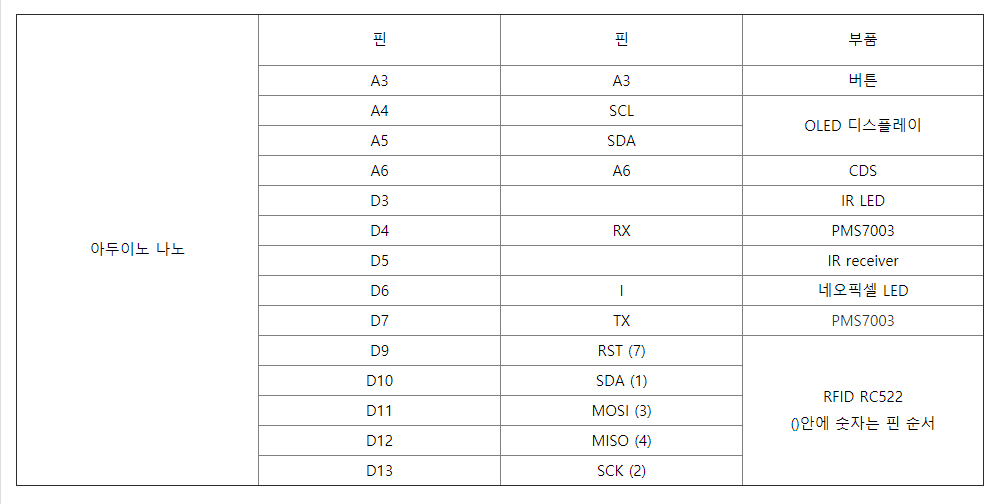 핀 핀 부품
아두이노 나노
A3 A3 버튼
A4 SCL OLED 디스플레이
A5 SDA
A6 A6 CDS
D3 IR LED
D4 RX PMS7003
D5 IR receiver
D6 I 네오픽셀 LED
D7 TX PMS7003
D9 RST (7) RFID RC522
()안에 숫자는 핀 순서
D10 SDA (1)
D11 MOSI (3)
D12 MISO (4)
D13 SCK (2)